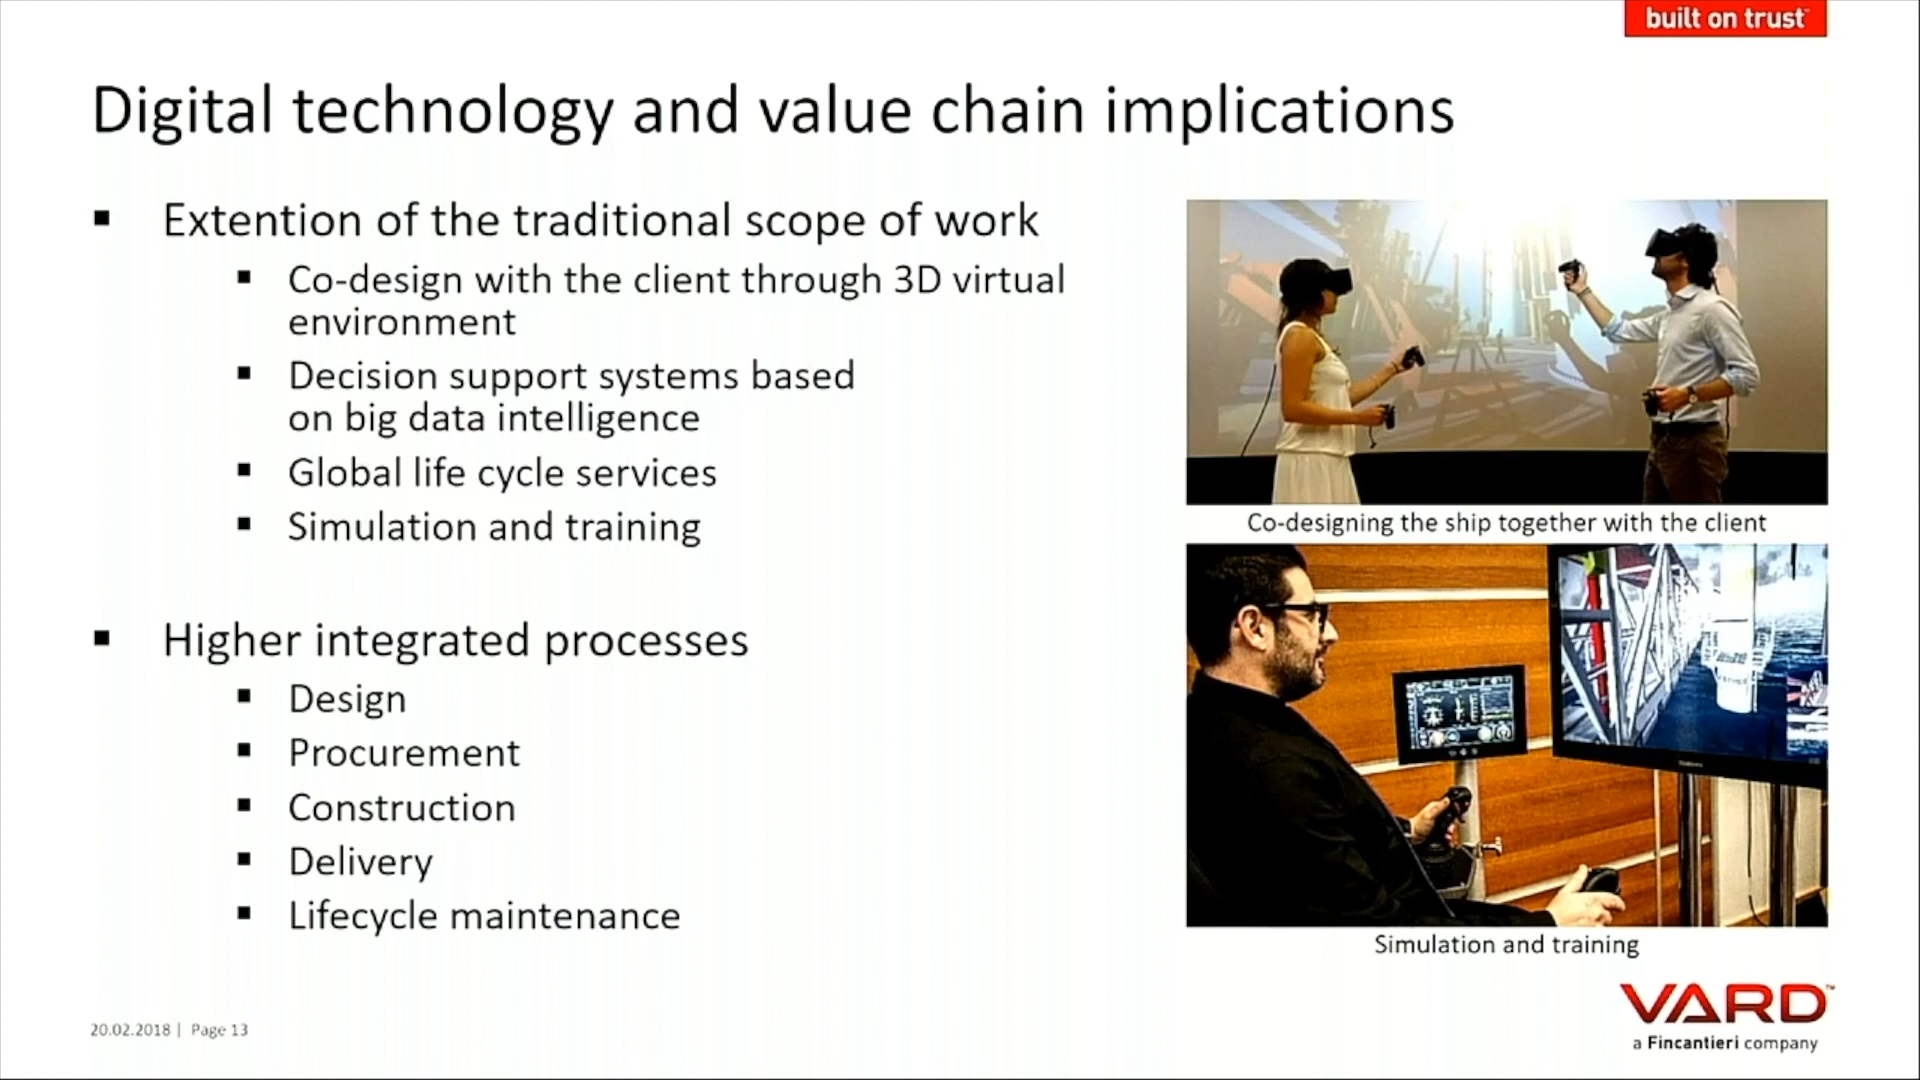 built on trust
Digital technology and value chain implications
▪ Extention of the traditional scope of work
▪ Co-design with the client through 3D virtual
environment
▪ Decision support systems based
on big data intelligence
▪ Global life cycle services
▪ Simulation and training
▪ Higher integrated processes
▪ Design
▪ Procurement
▪ Construction
▪ Delivery
▪ Lifecycle maintenance
Co-designing the ship together with the client
Simulation and training
20.02.2018 | Page 13
VARD™
a Fincantieri company